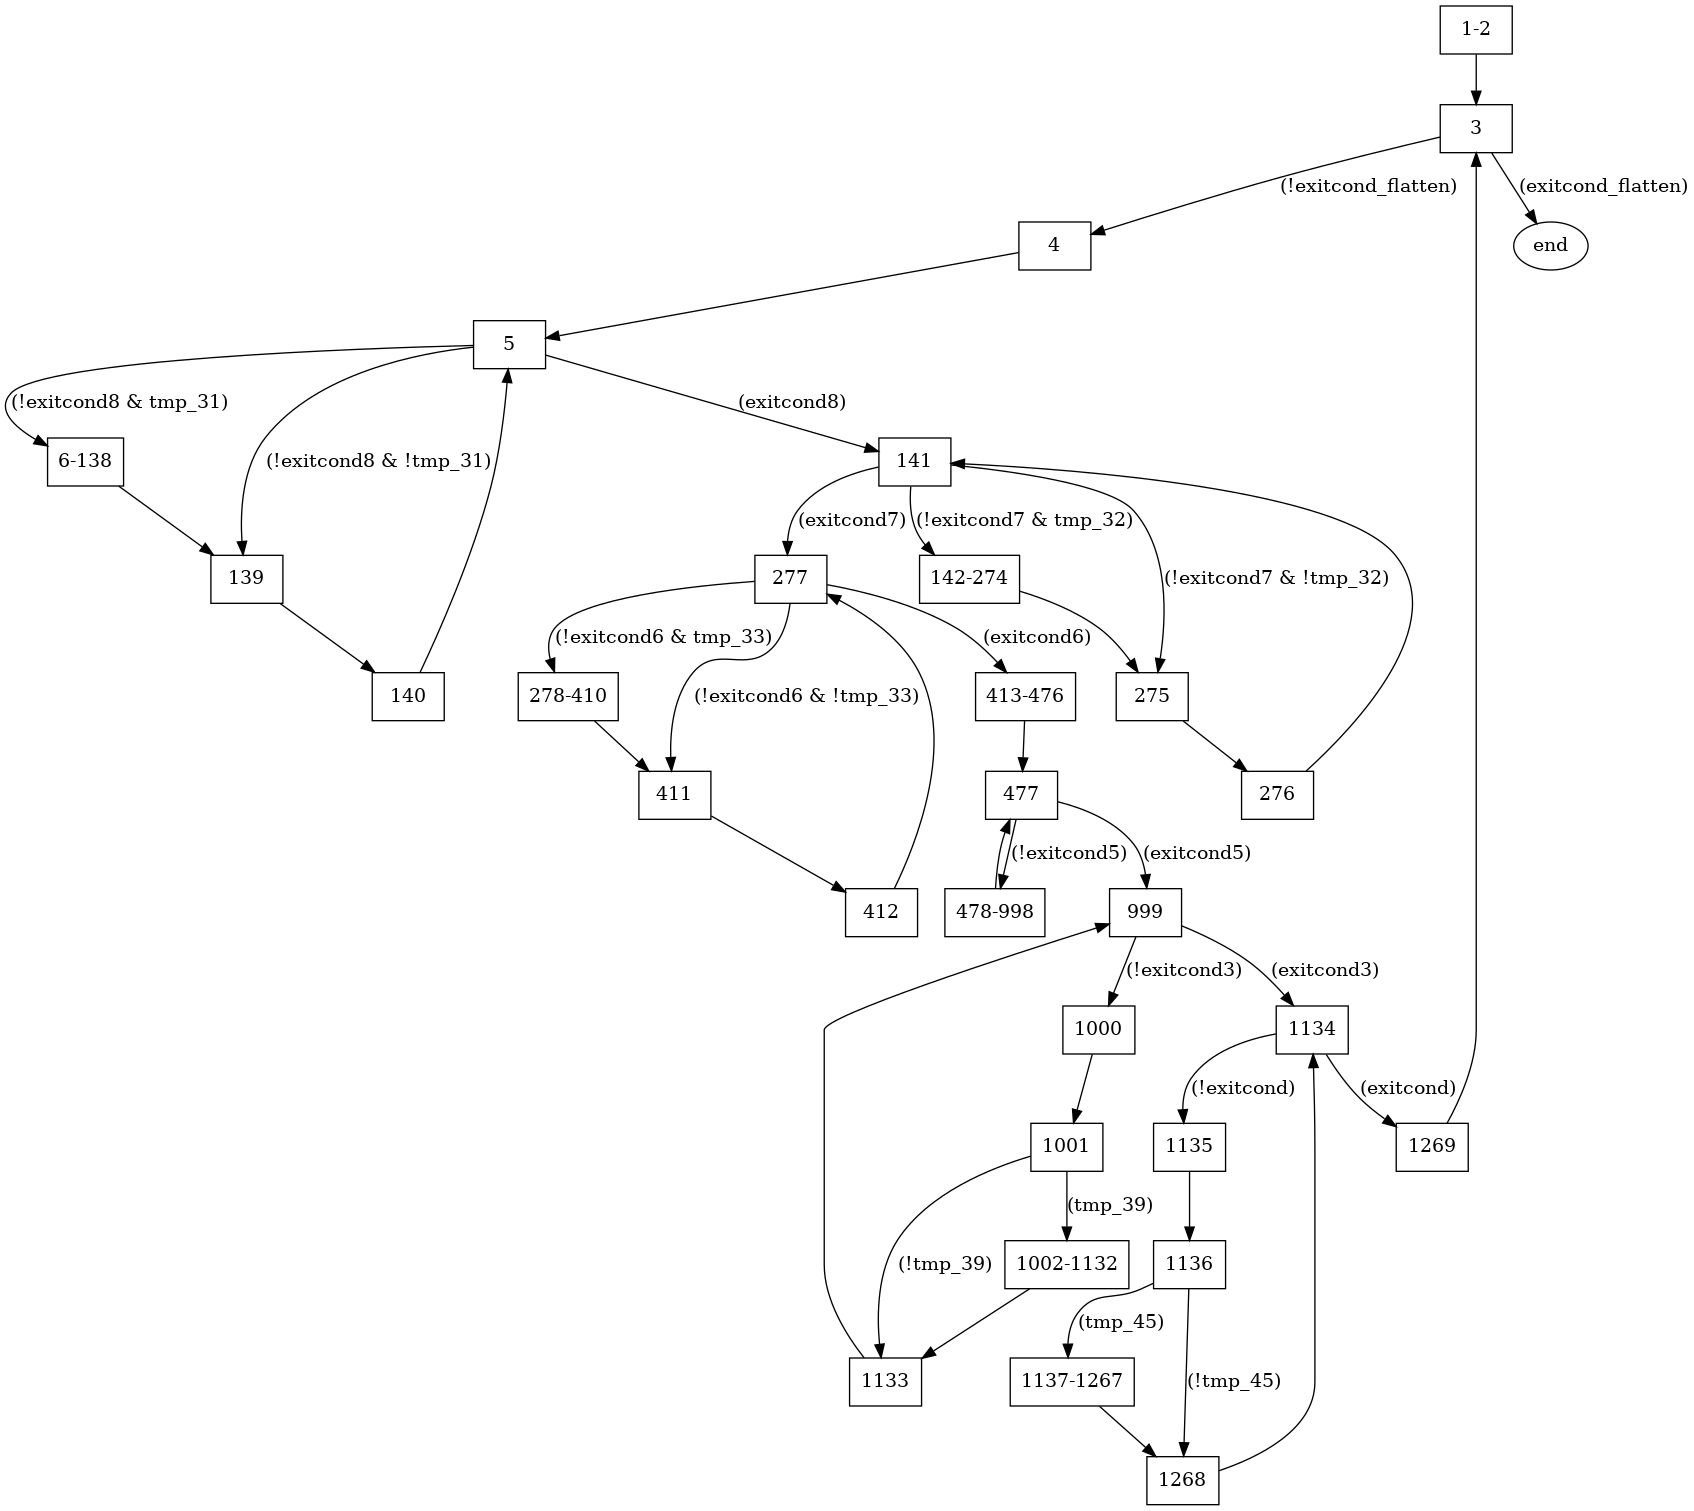 1-2
3
(!exitcond_flatten)
(exitcond_flatten)
4
end
5
(!exitcond8 & tmp_31)
(exitcond8)
6-138
(!exitcond8 & !tmp_31)
141
(exitcond7)
(!exitcond7 & tmp_32)
139
277
142-274
(!exitcond7 & !tmp_32)
(!exitcond6 & tmp_33)
(exitcond6)
140
278-410
(!exitcond6 & !tmp_33)
413-476
275
411
477
276
(!exitcond5)
(exitcond5)
412
478-998
999
(!exitcond3)
(exitcond3)
1000
1134
(!exitcond)
(exitcond)
1001
1135
1269
(tmp_39)
(!tmp_39)
1002-1132
1136
(tmp_45)
1133
1137-1267
(!tmp_45)
1268